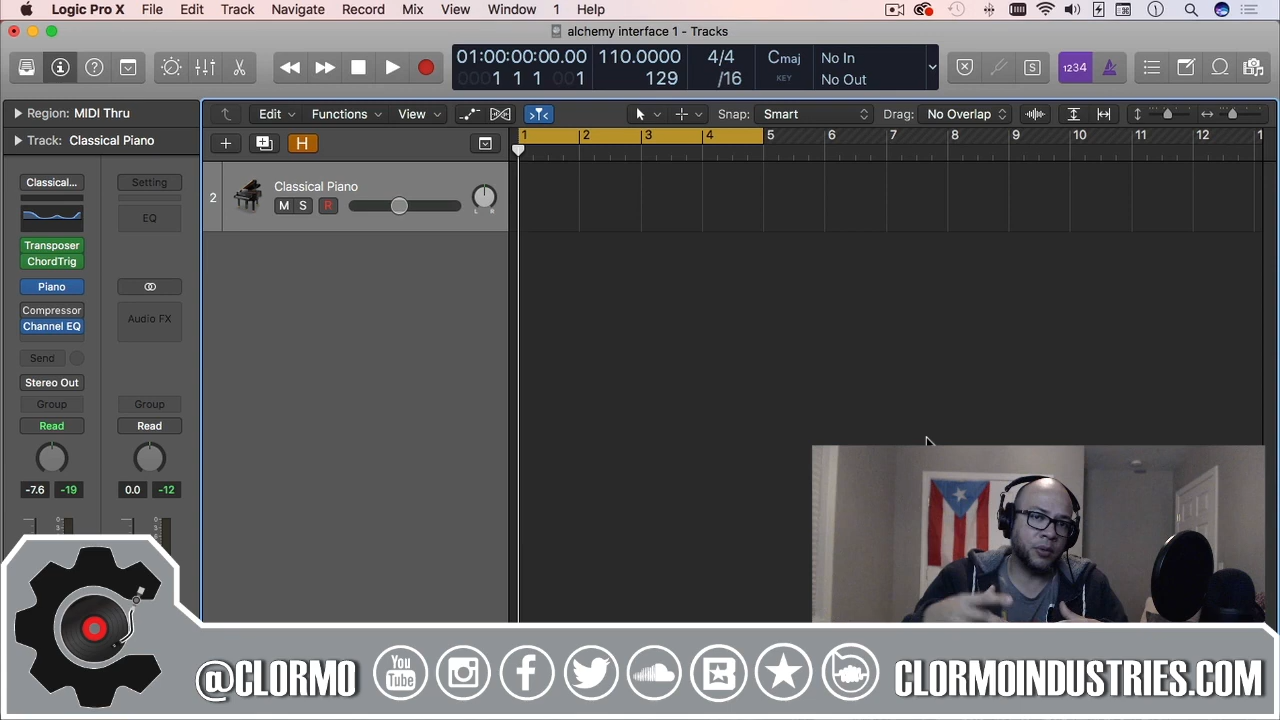 Logic Pro X File Edit Track Navigate Record Mix View Window 1 Help
alchemy interface 1 - Tracks
01:00:00:00.00 110.0000 4/4 Cmaj No In
0001 1 1 001 129 /16 KEY No Out
1234
Region: MIDI Thru
Track: Classical Piano
Edit Functions View Snap: Smart Drag: No Overlap
H
1 2 3 4 5 6 7 8 9 10 11 12 1
2 Classical Piano
M S R
L R
Classical... Setting
EQ
Transposer
ChordTrig
Piano
Compressor Audio FX
Channel EQ
Send
Stereo Out
Group Group
Read Read
-7.6 -19 0.0 -12
@CLORMO You Tube CLORMOINDUSTRIES.COM